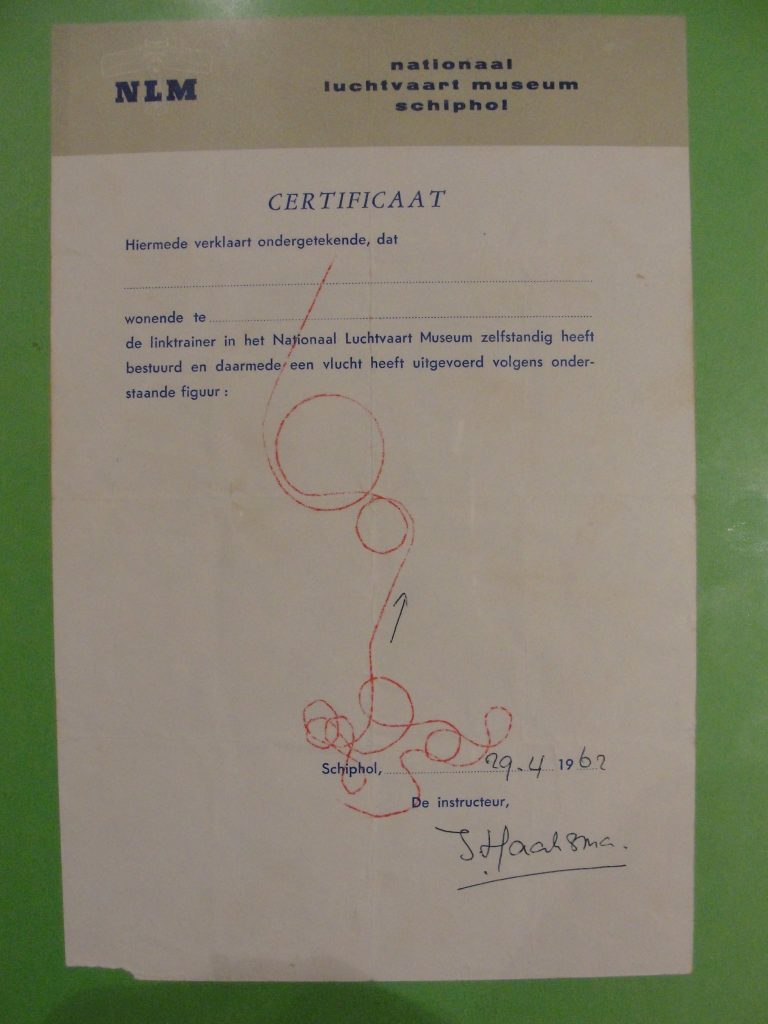 NLM
nationaal
luchtvaart museum
schiphol
CERTIFICAAT
Hiermede verklaart ondergetekende, dat
wonende te
de linktrainer in het Nationaal Luchtvaart Museum zelfstandig heeft
bestuurd en daarmede een vlucht heeft uitgevoerd volgens onder-
staande figuur :
Schiphol, 29.4 1962
De instructeur,